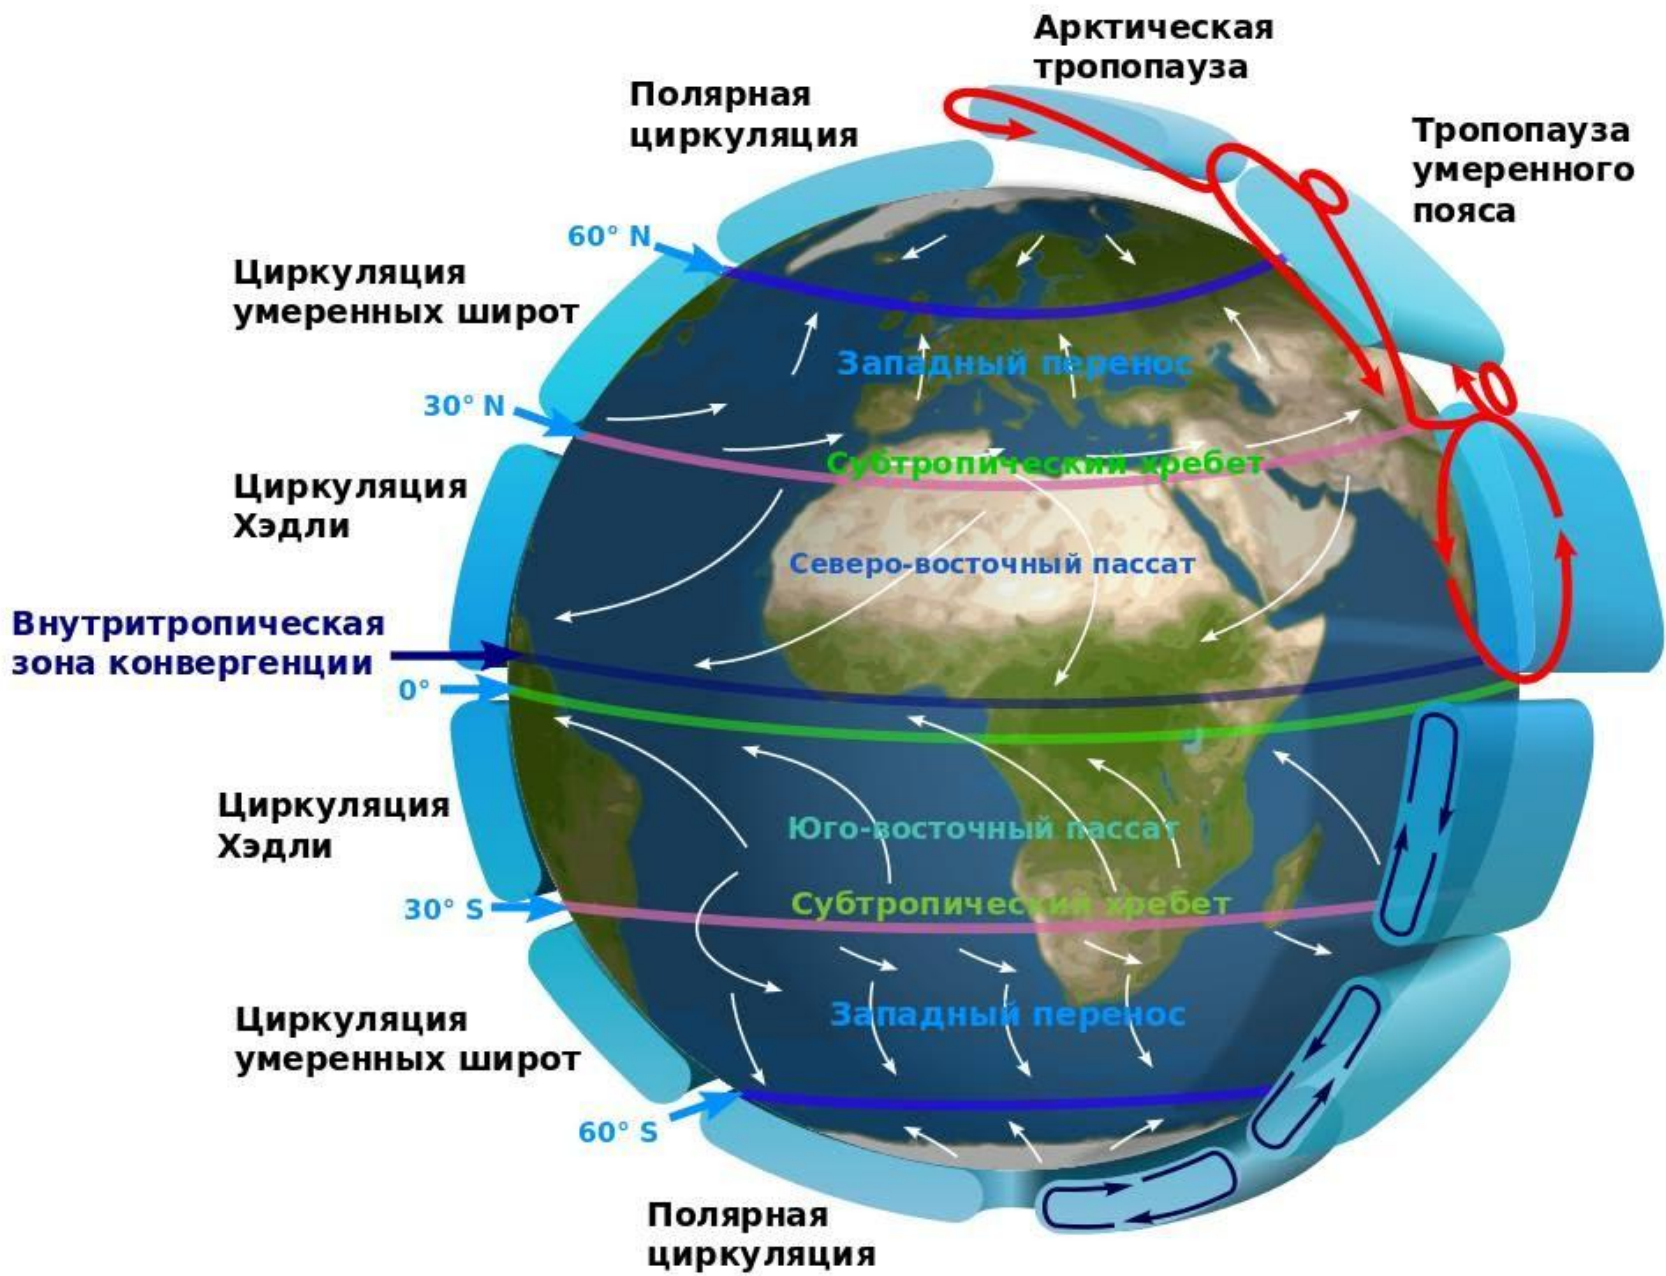 Арктическая
тропопауза
Полярная
циркуляция
Тропопауза
умеренного
пояса
60° N
Циркуляция
умеренных широт
Западный перенос
30° N
Субтропический хребет
Циркуляция
Хэдли
Северо-восточный пассат
Внутритропическая
зона конвергенции
0°
Циркуляция
Хэдли
Юго-восточный пассат
30° S
Субтропический хребет
Циркуляция
умеренных широт
Западный перенос
60° S
Полярная
циркуляция